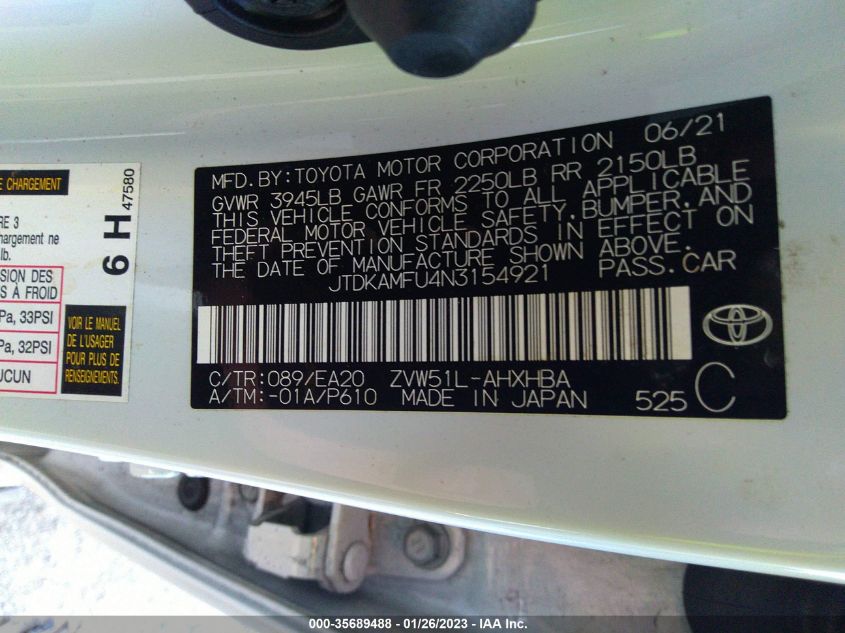 MFD. BY: TOYOTA MOTOR CORPORATION 06/21
GVWR 3945LB GAWR FR 2250LB RR 2150LB
THIS VEHICLE CONFORMS TO ALL APPLICABLE
FEDERAL MOTOR VEHICLE SAFETY, BUMPER, AND
THEFT PREVENTION STANDARDS IN EFFECT ON
THE DATE OF MANUFACTURE SHOWN ABOVE.
JTDKAMFU4N3154921 PASS. CAR
C/TR: 089/EA20 ZVW51L-AHXHBA
A/TM: -01A/P610 MADE IN JAPAN 525 C
E CHARGEMENT
RE 3
chargement ne
lb.
SION DES
S À FROID
Pa, 33PSI
Pa, 32PSI
UCUN
6 H 47580
VOIR LE MANUEL
DE L'USAGER
POUR PLUS DE
RENSEIGNEMENTS.
000-35689488 - 01/26/2023 - IAA Inc.